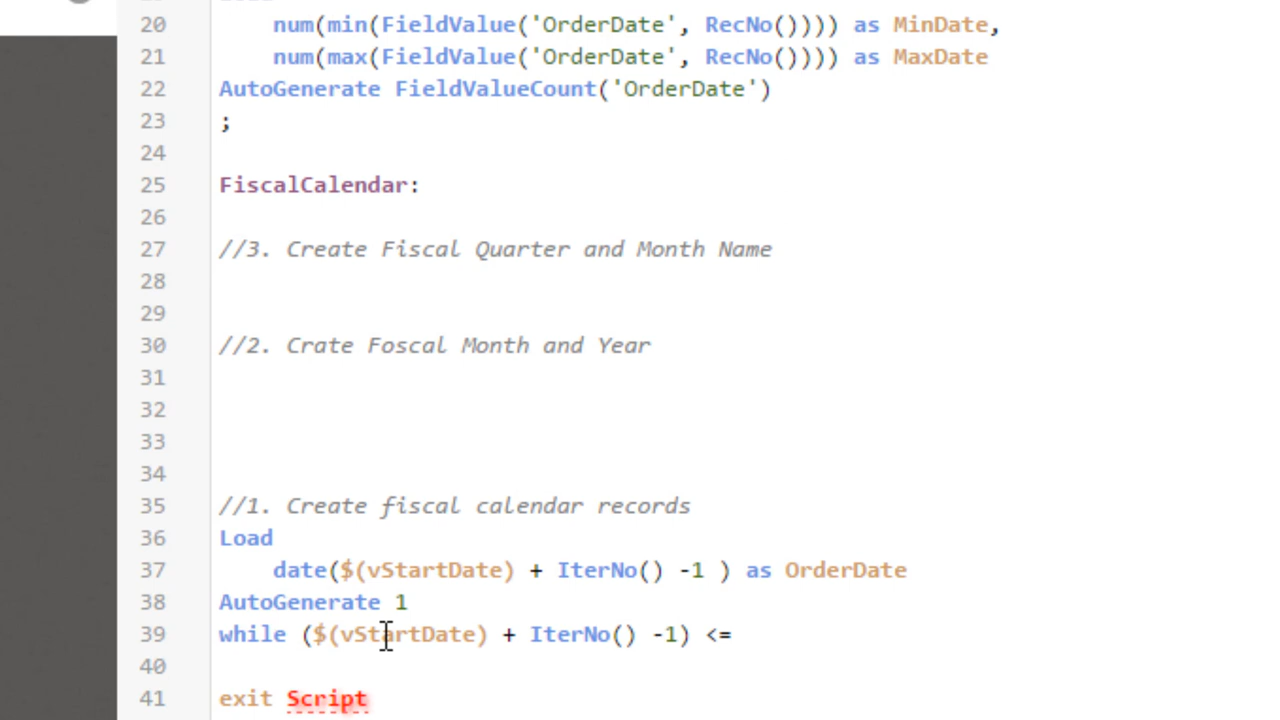 20 num(min(FieldValue('OrderDate', RecNo()))) as MinDate,
21 num(max(FieldValue('OrderDate', RecNo()))) as MaxDate
22 AutoGenerate FieldValueCount('OrderDate')
23 ;
24
25 FiscalCalendar:
26
27 //3. Create Fiscal Quarter and Month Name
28
29
30 //2. Crate Foscal Month and Year
31
32
33
34
35 //1. Create fiscal calendar records
36 Load
37 date($(vStartDate) + IterNo() -1 ) as OrderDate
38 AutoGenerate 1
39 while ($(vStartDate) + IterNo() -1) <=
40
41 exit Script